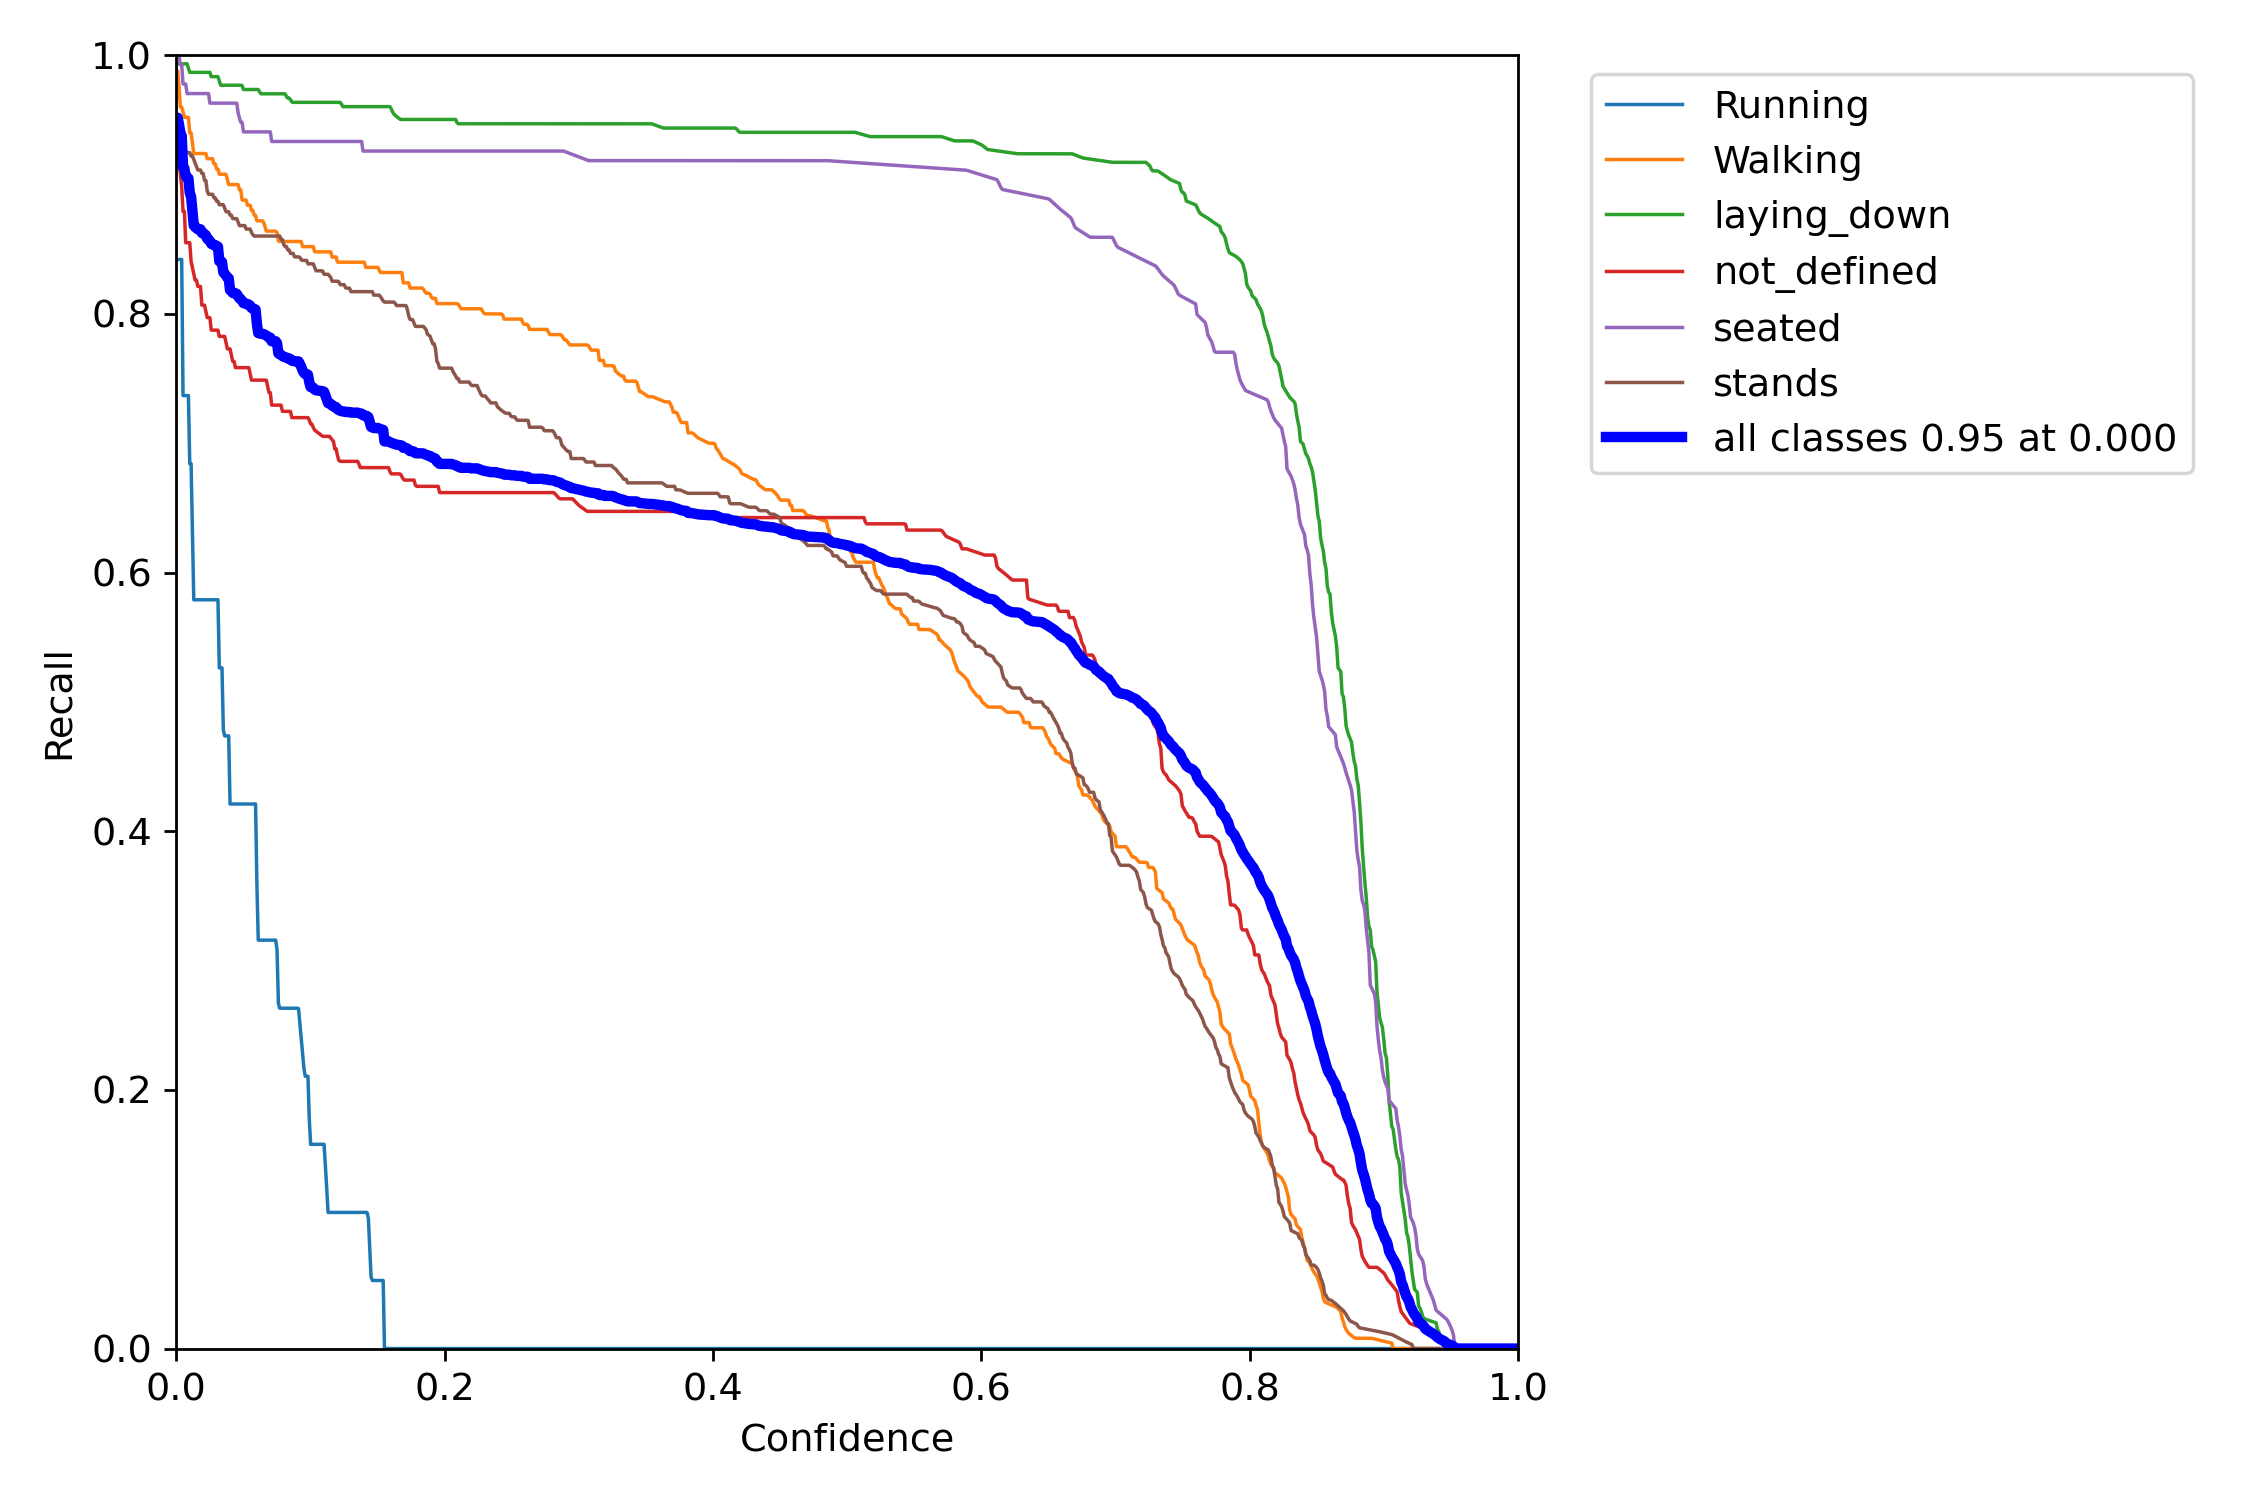 1.0
0.8
0.6
0.4
0.2
0.0
0.0 0.2 0.4 0.6 0.8 1.0
Recall
Confidence
Running
Walking
laying_down
not_defined
seated
stands
all classes 0.95 at 0.000